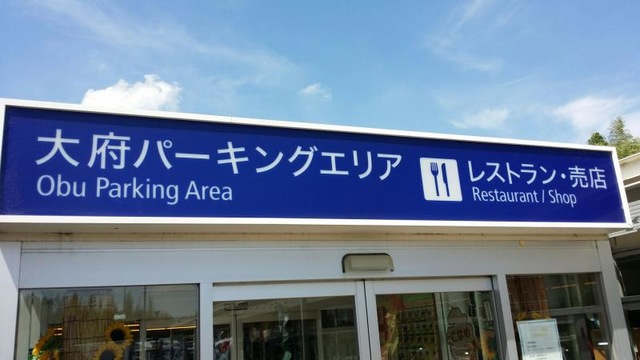 大府パーキングエリア
Obu Parking Area
レストラン・売店
Restaurant / Shop